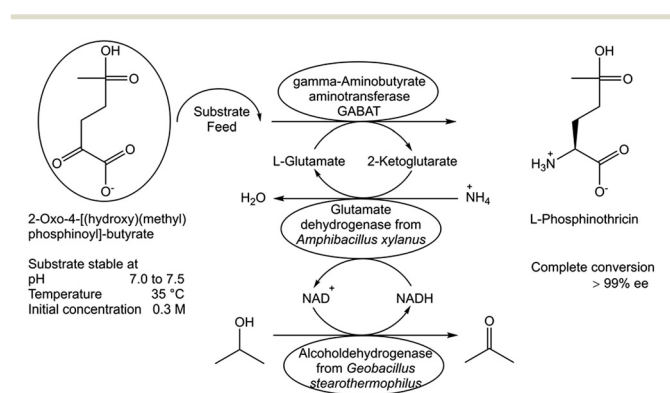 OH
O
O
O
O-
2-Oxo-4-[(hydroxy)(methyl)
phosphinoyl]-butyrate
Substrate stable at
pH 7.0 to 7.5
Temperature 35 °C
Initial concentration 0.3 M
Substrate
Feed
gamma-Aminobutyrate
aminotransferase
GABAT
L-Glutamate 2-Ketoglutarate
H2O
+
NH4
Glutamate
dehydrogenase from
Amphibacillus xylanus
NAD+ NADH
OH
O
Alcoholdehydrogenase
from Geobacillus
stearothermophilus
OH
O
+
H3N
O
O-
L-Phosphinothricin
Complete conversion
> 99% ee